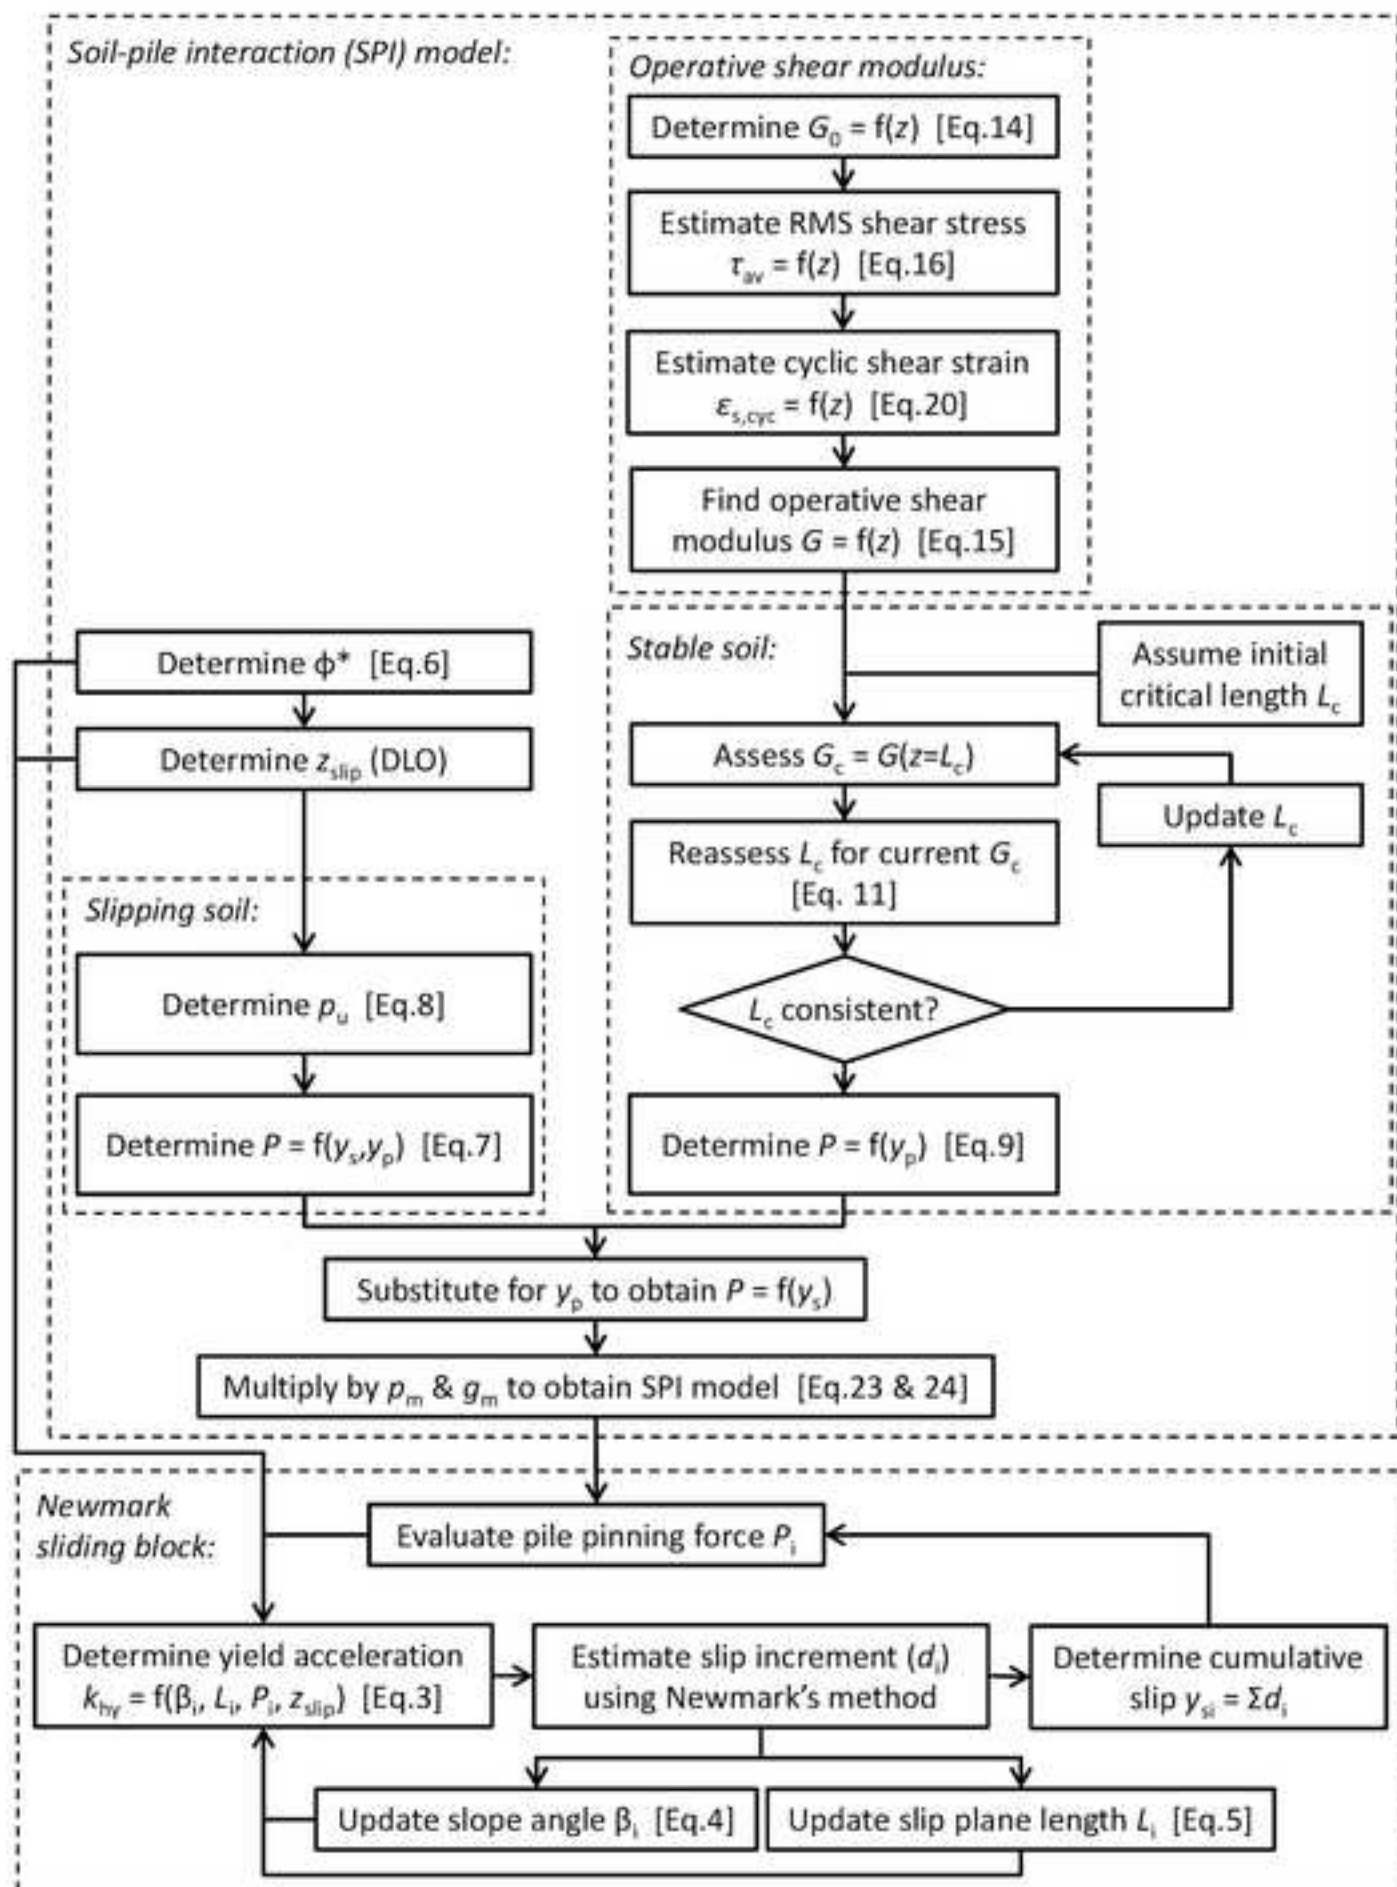 Soil-pile interaction (SPI) model:
Operative shear modulus:
Determine G₀ = f(z) [Eq.14]
Estimate RMS shear stress
τav = f(z) [Eq.16]
Estimate cyclic shear strain
εs,cyc = f(z) [Eq.20]
Find operative shear
modulus G = f(z) [Eq.15]
Determine ϕ* [Eq.6]
Determine zslip (DLO)
Stable soil:
Assume initial
critical length Lc
Assess Gc = G(z=Lc)
Update Lc
Reassess Lc for current Gc
[Eq. 11]
Lc consistent?
Determine P = f(yp) [Eq.9]
Slipping soil:
Determine pu [Eq.8]
Determine P = f(ys,yp) [Eq.7]
Substitute for yp to obtain P = f(ys)
Multiply by pm & gm to obtain SPI model [Eq.23 & 24]
Newmark
sliding block:
Evaluate pile pinning force Pi
Determine yield acceleration
khy = f(βi, Li, Pi, zslip) [Eq.3]
Estimate slip increment (di)
using Newmark's method
Determine cumulative
slip ysi = Σdi
Update slope angle βi [Eq.4]
Update slip plane length Li [Eq.5]